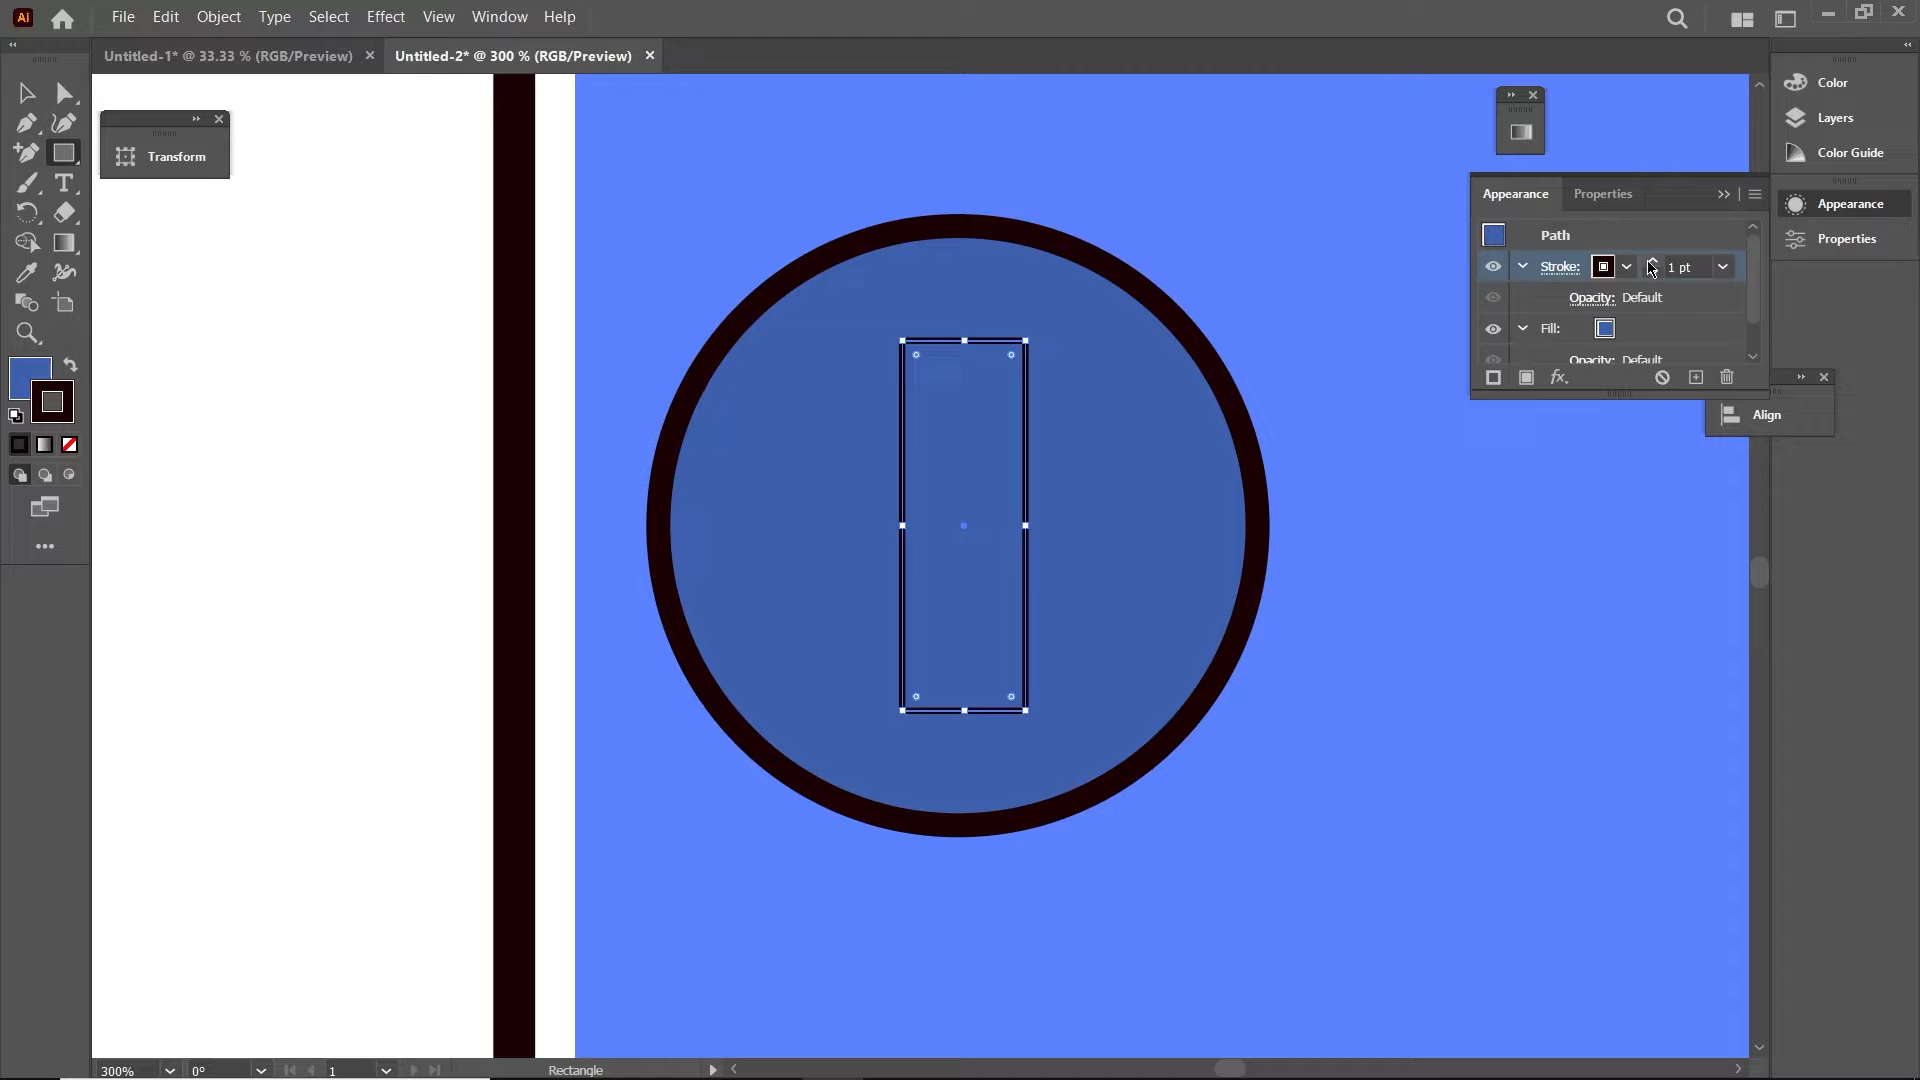 Ai File Edit Object Type Select Effect View Window Help
Untitled-1* @ 33.33 % (RGB/Preview) Untitled-2* @ 300 % (RGB/Preview)
Color
Transform
Layers
Color Guide
Appearance Properties
Appearance
Path
Properties
Stroke: 1 pt
Opacity: Default
Fill:
Opacity: Default
fx.
Align
300% 0° 1 Rectangle